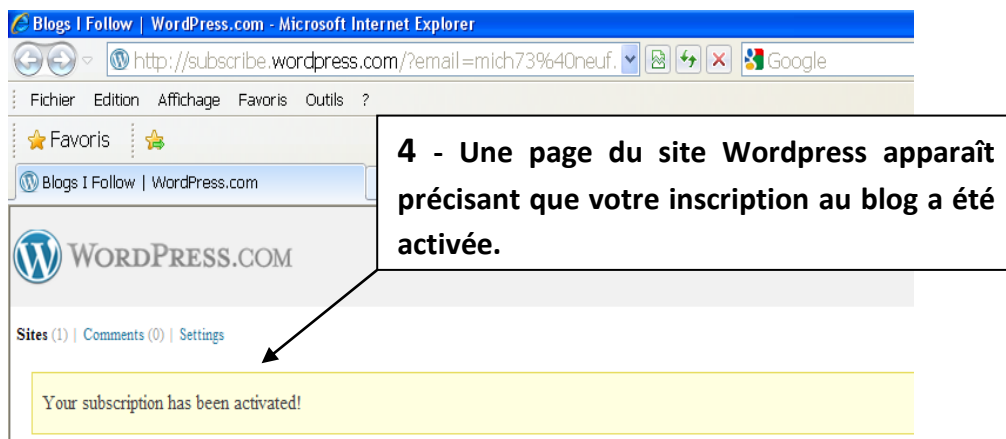 Blogs I Follow | WordPress.com - Microsoft Internet Explorer
http://subscribe.wordpress.com/?email=mich73%40neuf. Google
Fichier Edition Affichage Favoris Outils ?
Favoris
Blogs I Follow | WordPress.com
4 - Une page du site Wordpress apparaît
précisant que votre inscription au blog a été
activée.
WORDPRESS.COM
Sites (1) | Comments (0) | Settings
Your subscription has been activated!